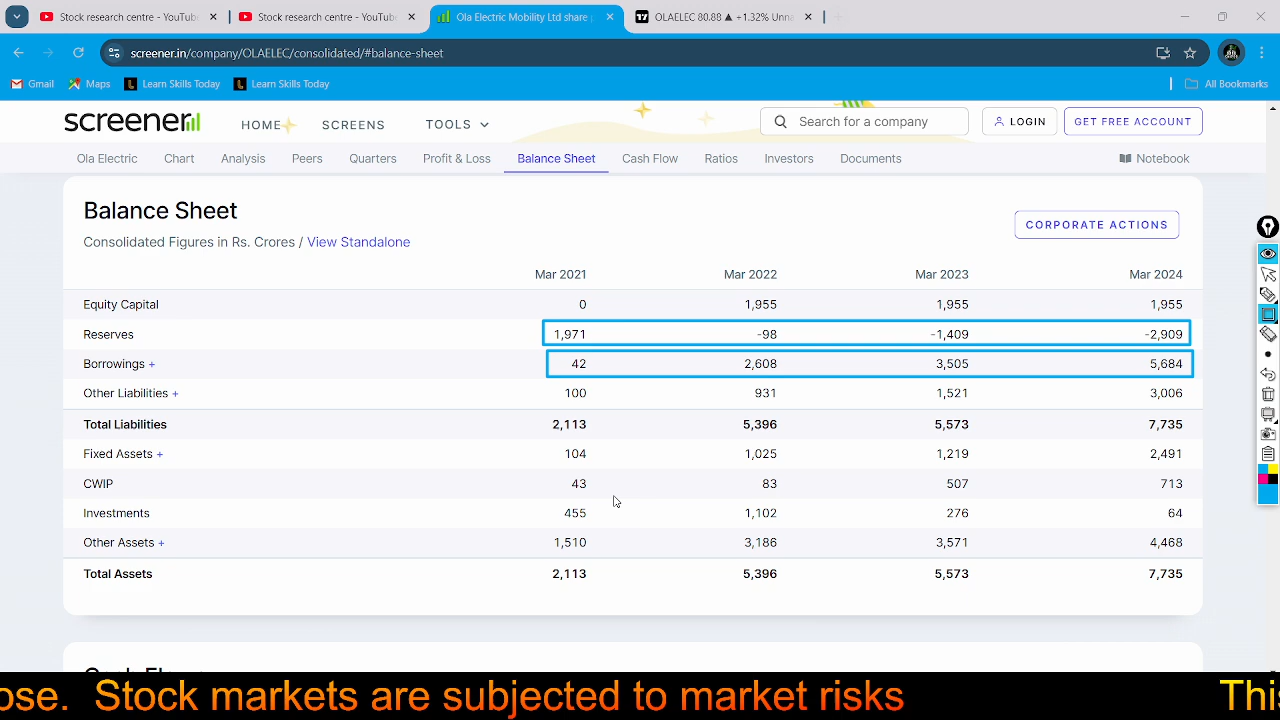 Stock research centre - YouTube
Stock research centre - YouTube
Ola Electric Mobility Ltd share
OLAELEC 80.88 ▲ +1.32% Unna
screener.in/company/OLAELEC/consolidated/#balance-sheet
Gmail Maps Learn Skills Today Learn Skills Today All Bookmarks
screener HOME SCREENS TOOLS Search for a company LOGIN GET FREE ACCOUNT
Ola Electric Chart Analysis Peers Quarters Profit & Loss Balance Sheet Cash Flow Ratios Investors Documents Notebook
Balance Sheet
CORPORATE ACTIONS
Consolidated Figures in Rs. Crores / View Standalone
Mar 2021 Mar 2022 Mar 2023 Mar 2024
Equity Capital 0 1,955 1,955 1,955
Reserves 1,971 -98 -1,409 -2,909
Borrowings + 42 2,608 3,505 5,684
Other Liabilities + 100 931 1,521 3,006
Total Liabilities 2,113 5,396 5,573 7,735
Fixed Assets + 104 1,025 1,219 2,491
CWIP 43 83 507 713
Investments 455 1,102 276 64
Other Assets + 1,510 3,186 3,571 4,468
Total Assets 2,113 5,396 5,573 7,735
ose. Stock markets are subjected to market risks This